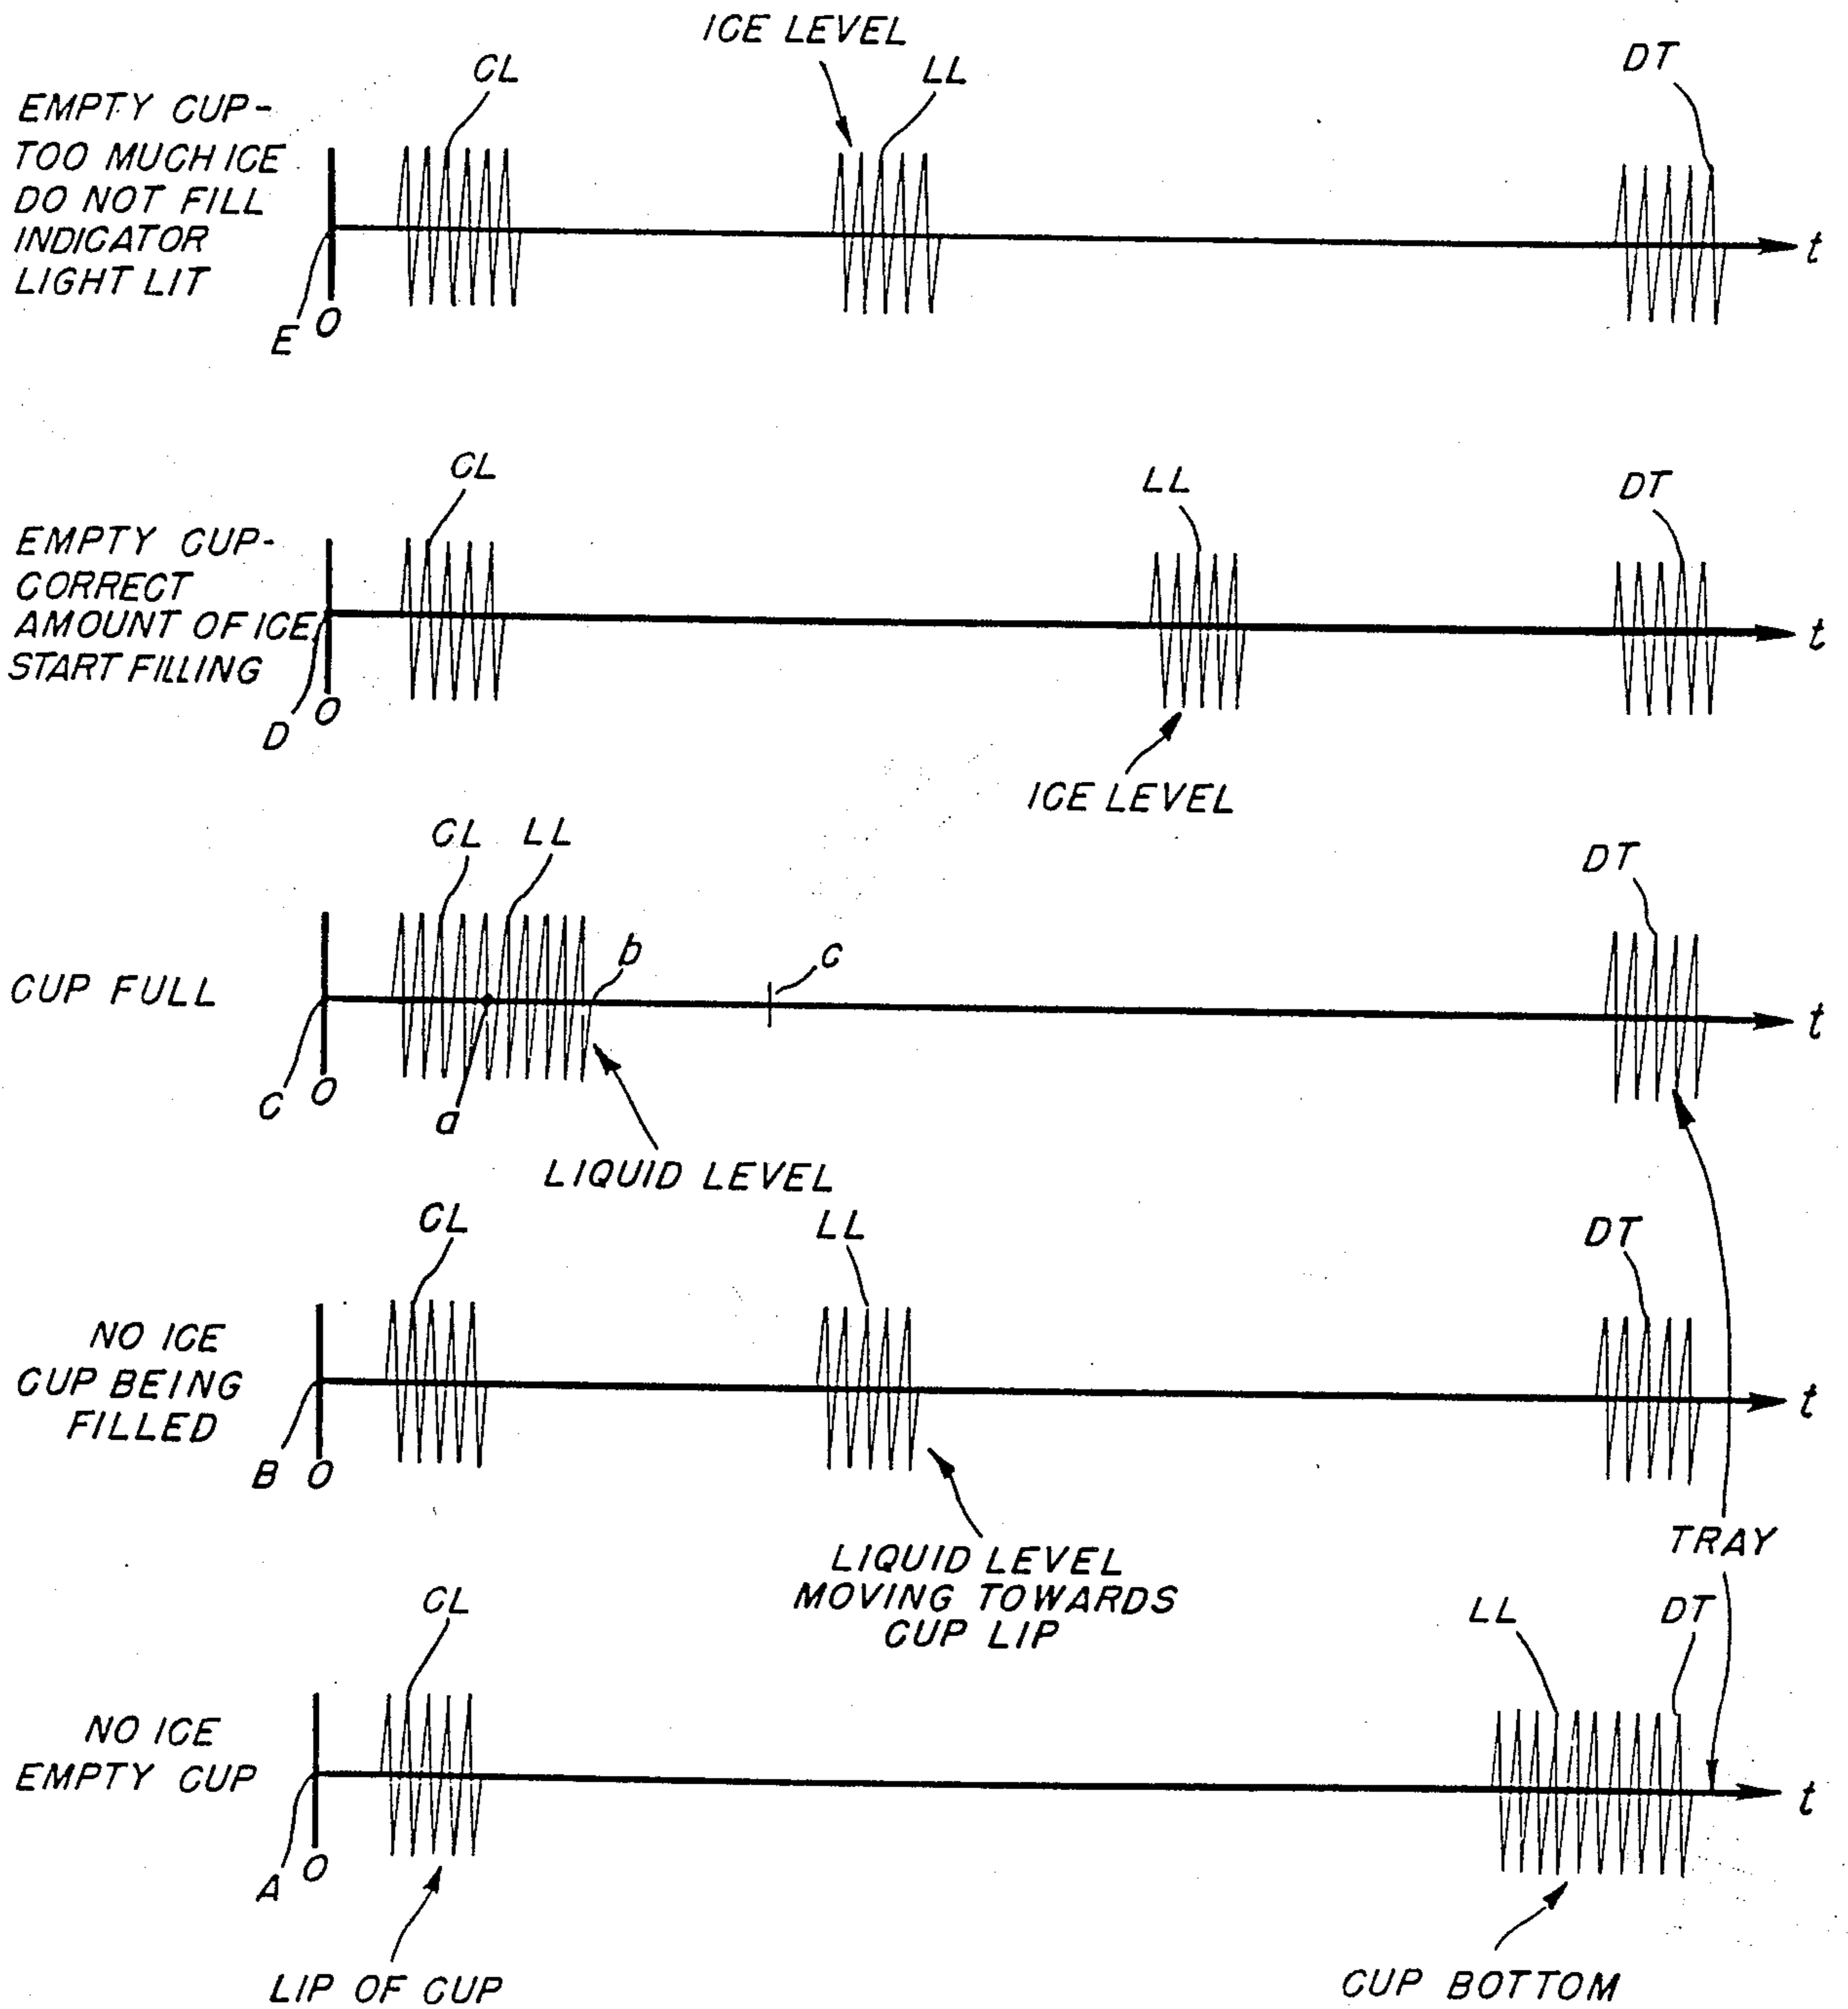 ICE LEVEL
CL
LL
DT
EMPTY CUP-
TOO MUCH ICE
DO NOT FILL
INDICATOR
LIGHT LIT
t
E
O
CL
LL
DT
EMPTY CUP-
CORRECT
AMOUNT OF ICE
START FILLING
t
D
O
ICE LEVEL
CL
LL
DT
b
c
CUP FULL
t
C
O
a
LIQUID LEVEL
CL
LL
DT
NO ICE
CUP BEING
FILLED
t
B
O
TRAY
LIQUID LEVEL
MOVING TOWARDS
CUP LIP
CL
LL
DT
NO ICE
EMPTY CUP
t
A
O
LIP OF CUP
CUP BOTTOM